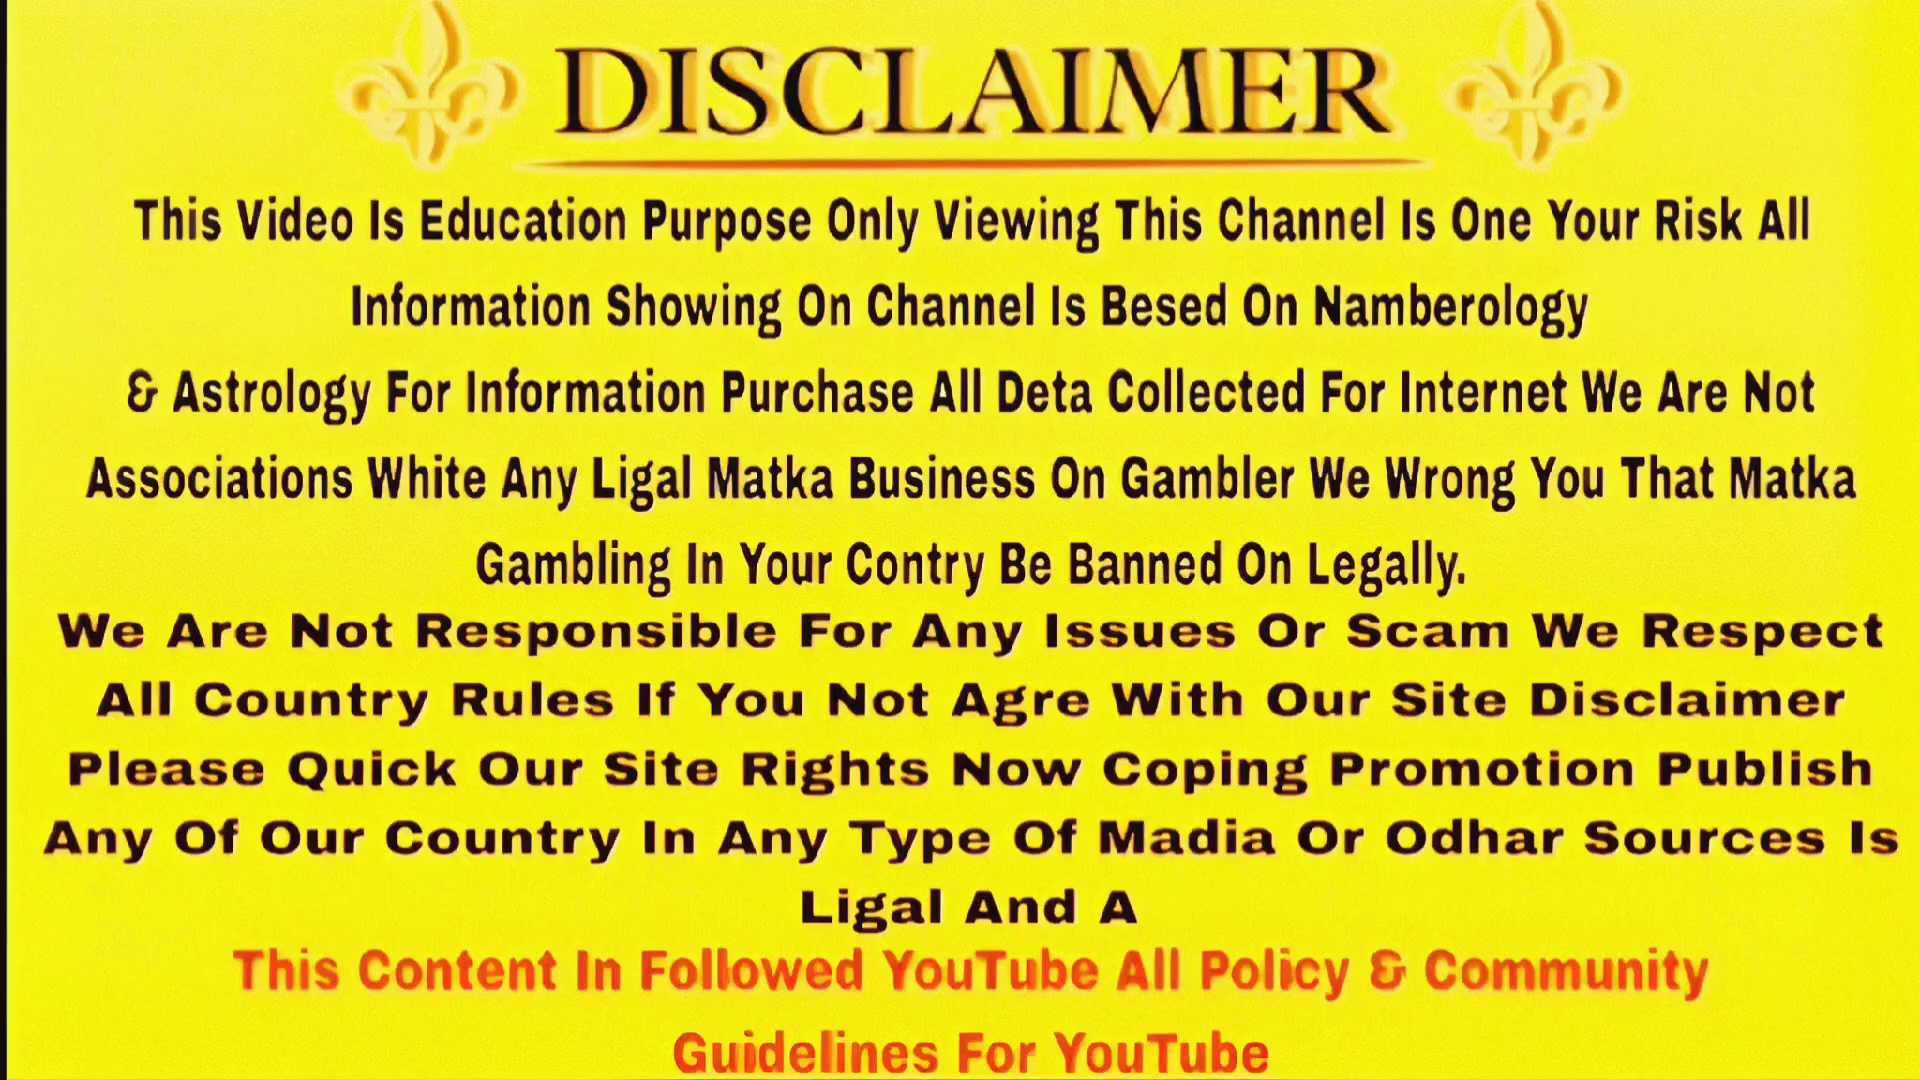 DISCLAIMER
This Video Is Education Purpose Only Viewing This Channel Is One Your Risk All
Information Showing On Channel Is Besed On Namberology
& Astrology For Information Purchase All Deta Collected For Internet We Are Not
Associations White Any Ligal Matka Business On Gambler We Wrong You That Matka
Gambling In Your Contry Be Banned On Legally.
We Are Not Responsible For Any Issues Or Scam We Respect
All Country Rules If You Not Agre With Our Site Disclaimer
Please Quick Our Site Rights Now Coping Promotion Publish
Any Of Our Country In Any Type Of Madia Or Odhar Sources Is
Ligal And A
This Content In Followed YouTube All Policy & Community
Guidelines For YouTube